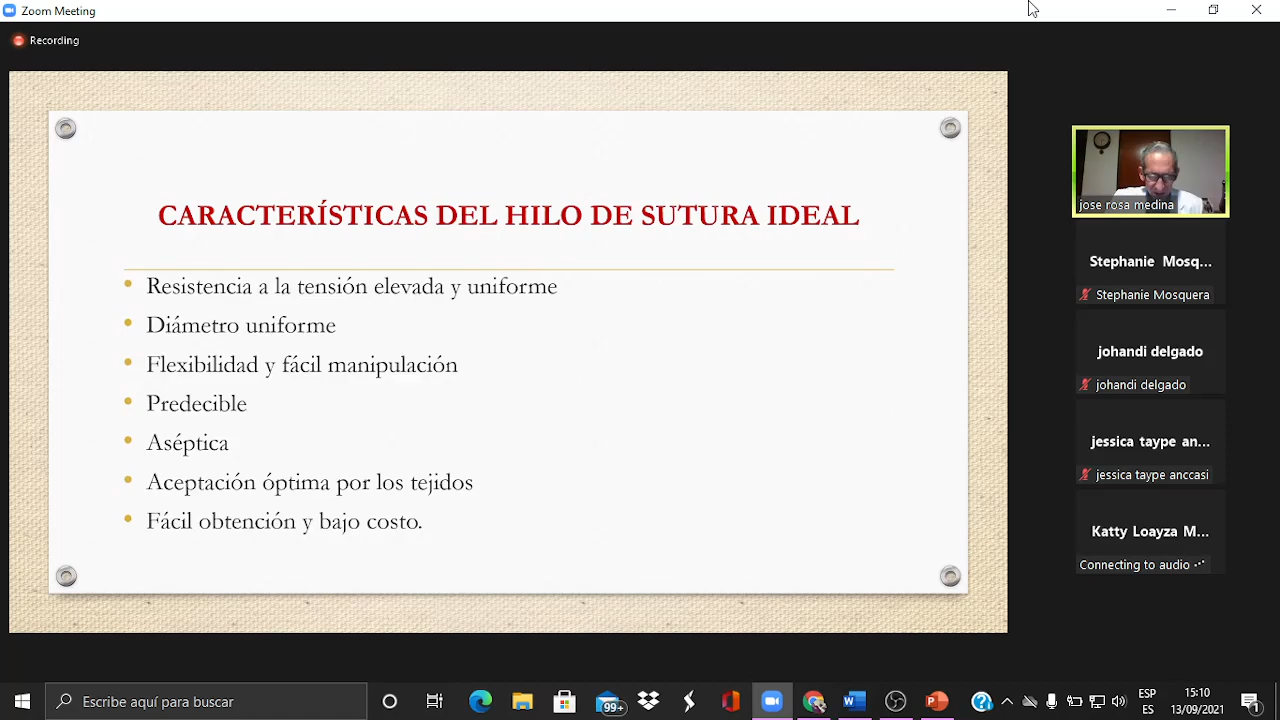 Zoom Meeting
Recording
CARACTERÍSTICAS DEL HILO DE SUTURA IDEAL
• Resistencia a la tensión elevada y uniforme
• Diámetro uniforme
• Flexibilidad y fácil manipulación
• Predecible
• Aséptica
• Aceptación óptima por los tejidos
• Fácil obtención y bajo costo.
jose rosa medina
Stephanie Mosq...
Stephanie Mosquera
johandi delgado
johandi delgado
jessica taype an...
jessica taype anccasi
Katty Loayza M...
Connecting to audio
Escribe aquí para buscar
99+
ESP
ES
15:10
13/09/2021
1